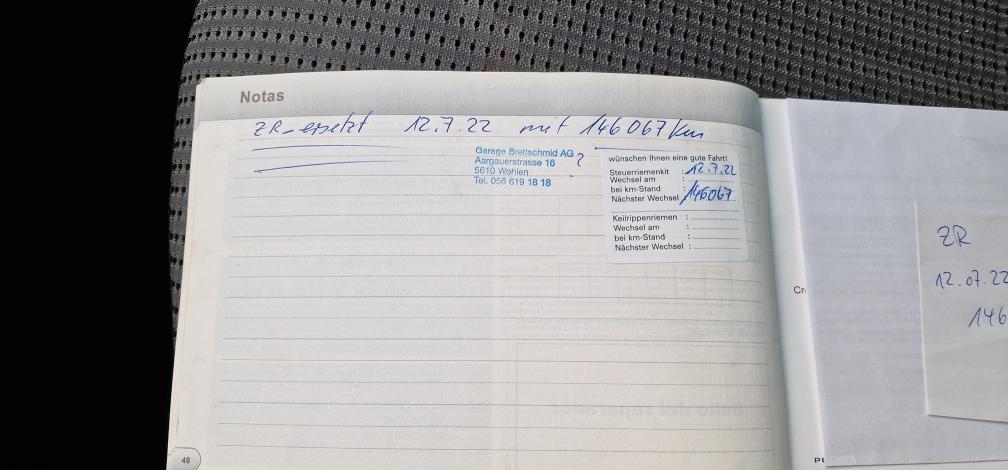 Notas
ZR_ersetzt 12.7.22 mit 146067 km
Garage Breitschmid AG ?
Aargauerstrasse 16
5610 Wohlen
Tel. 056 619 18 18
wünschen Ihnen eine gute Fahrt!
Steuerriemenkit : 12.7.22
Wechsel am :
bei km-Stand : 146067
Nächster Wechsel
Keilrippenriemen :
Wechsel am :
bei km-Stand :
Nächster Wechsel :
48
ZR
12.07.22
146